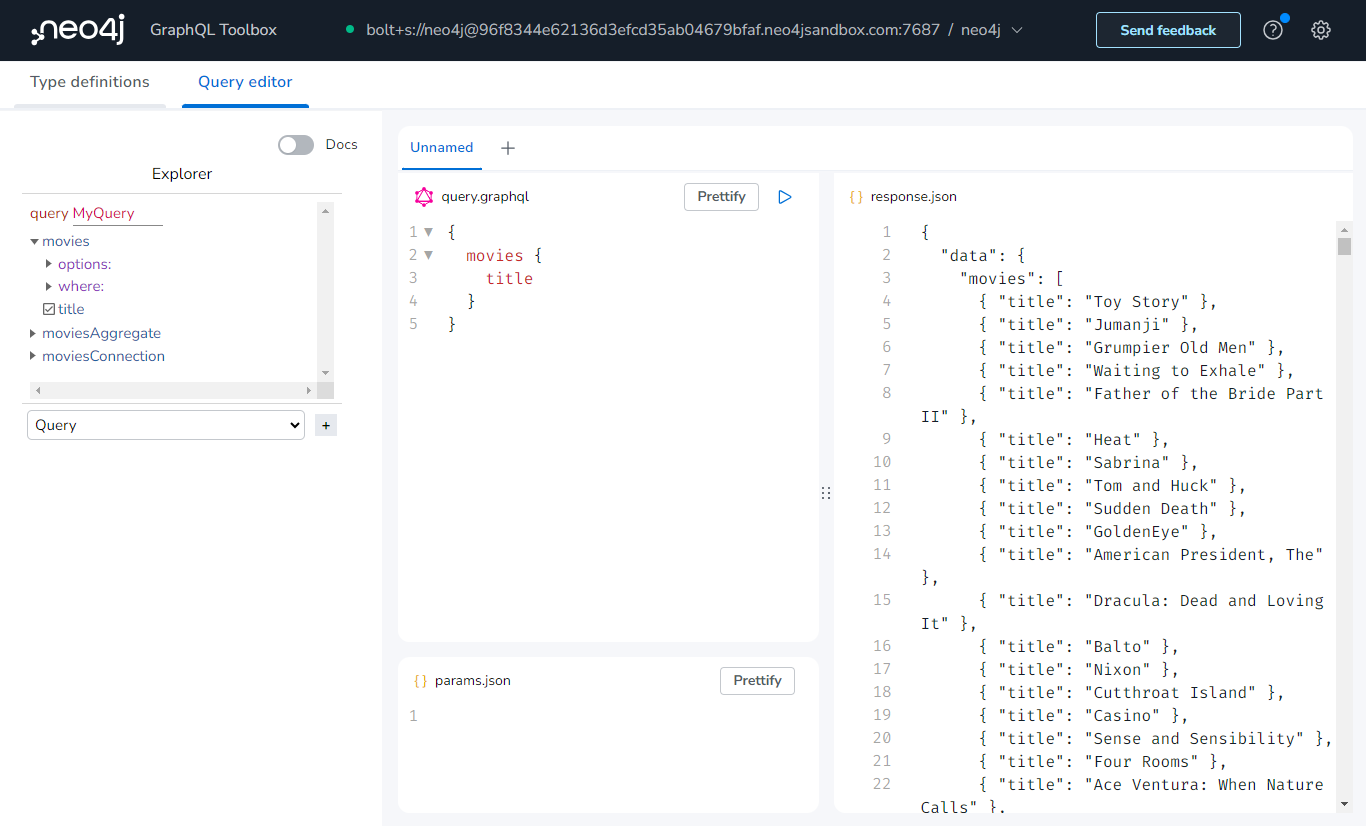 neo4j GraphQL Toolbox bolt+s://neo4j@96f8344e62136d3efcd35ab04679bfaf.neo4jsandbox.com:7687 / neo4j Send feedback ?
Type definitions Query editor
Docs
Explorer
query MyQuery
movies
options:
where:
title
moviesAggregate
moviesConnection
Query +
Unnamed +
query.graphql Prettify
1 {
2 movies {
3 title
4 }
5 }
{} params.json Prettify
1
{} response.json
1 {
2 "data": {
3 "movies": [
4 { "title": "Toy Story" },
5 { "title": "Jumanji" },
6 { "title": "Grumpier Old Men" },
7 { "title": "Waiting to Exhale" },
8 { "title": "Father of the Bride Part
II" },
9 { "title": "Heat" },
10 { "title": "Sabrina" },
11 { "title": "Tom and Huck" },
12 { "title": "Sudden Death" },
13 { "title": "GoldenEye" },
14 { "title": "American President, The"
},
15 { "title": "Dracula: Dead and Loving
It" },
16 { "title": "Balto" },
17 { "title": "Nixon" },
18 { "title": "Cutthroat Island" },
19 { "title": "Casino" },
20 { "title": "Sense and Sensibility" },
21 { "title": "Four Rooms" },
22 { "title": "Ace Ventura: When Nature
Calls" },